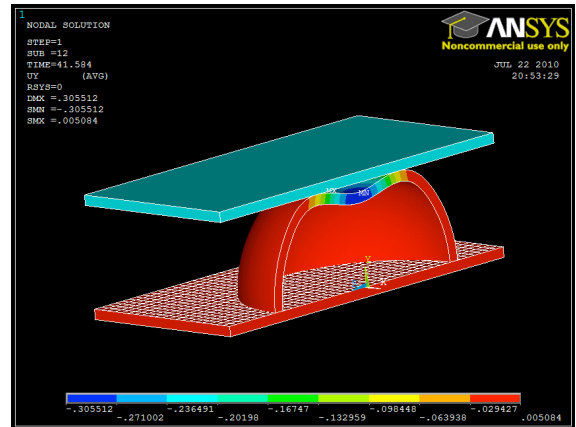 1
NODAL SOLUTION
STEP=1
SUB =12
TIME=41.584
UY (AVG)
RSYS=0
DMX =.305512
SMN =-.305512
SMX =.005084
ANSYS
Noncommercial use only
JUL 22 2010
20:53:29
MX
MN
Y
X
-.305512 -.236491 -.16747 -.098448 -.029427
-.271002 -.20198 -.132959 -.063938 .005084